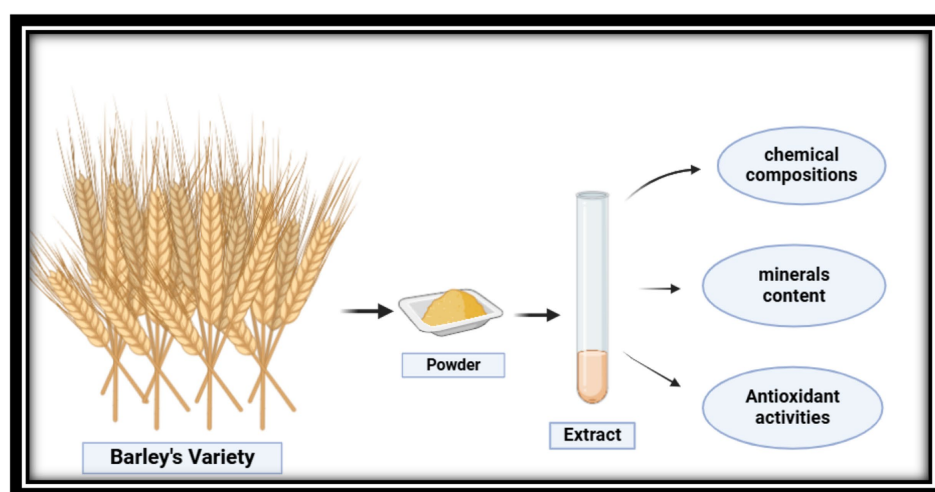 chemical
compositions
minerals
content
Powder
Antioxidant
activities
Extract
Barley's Variety